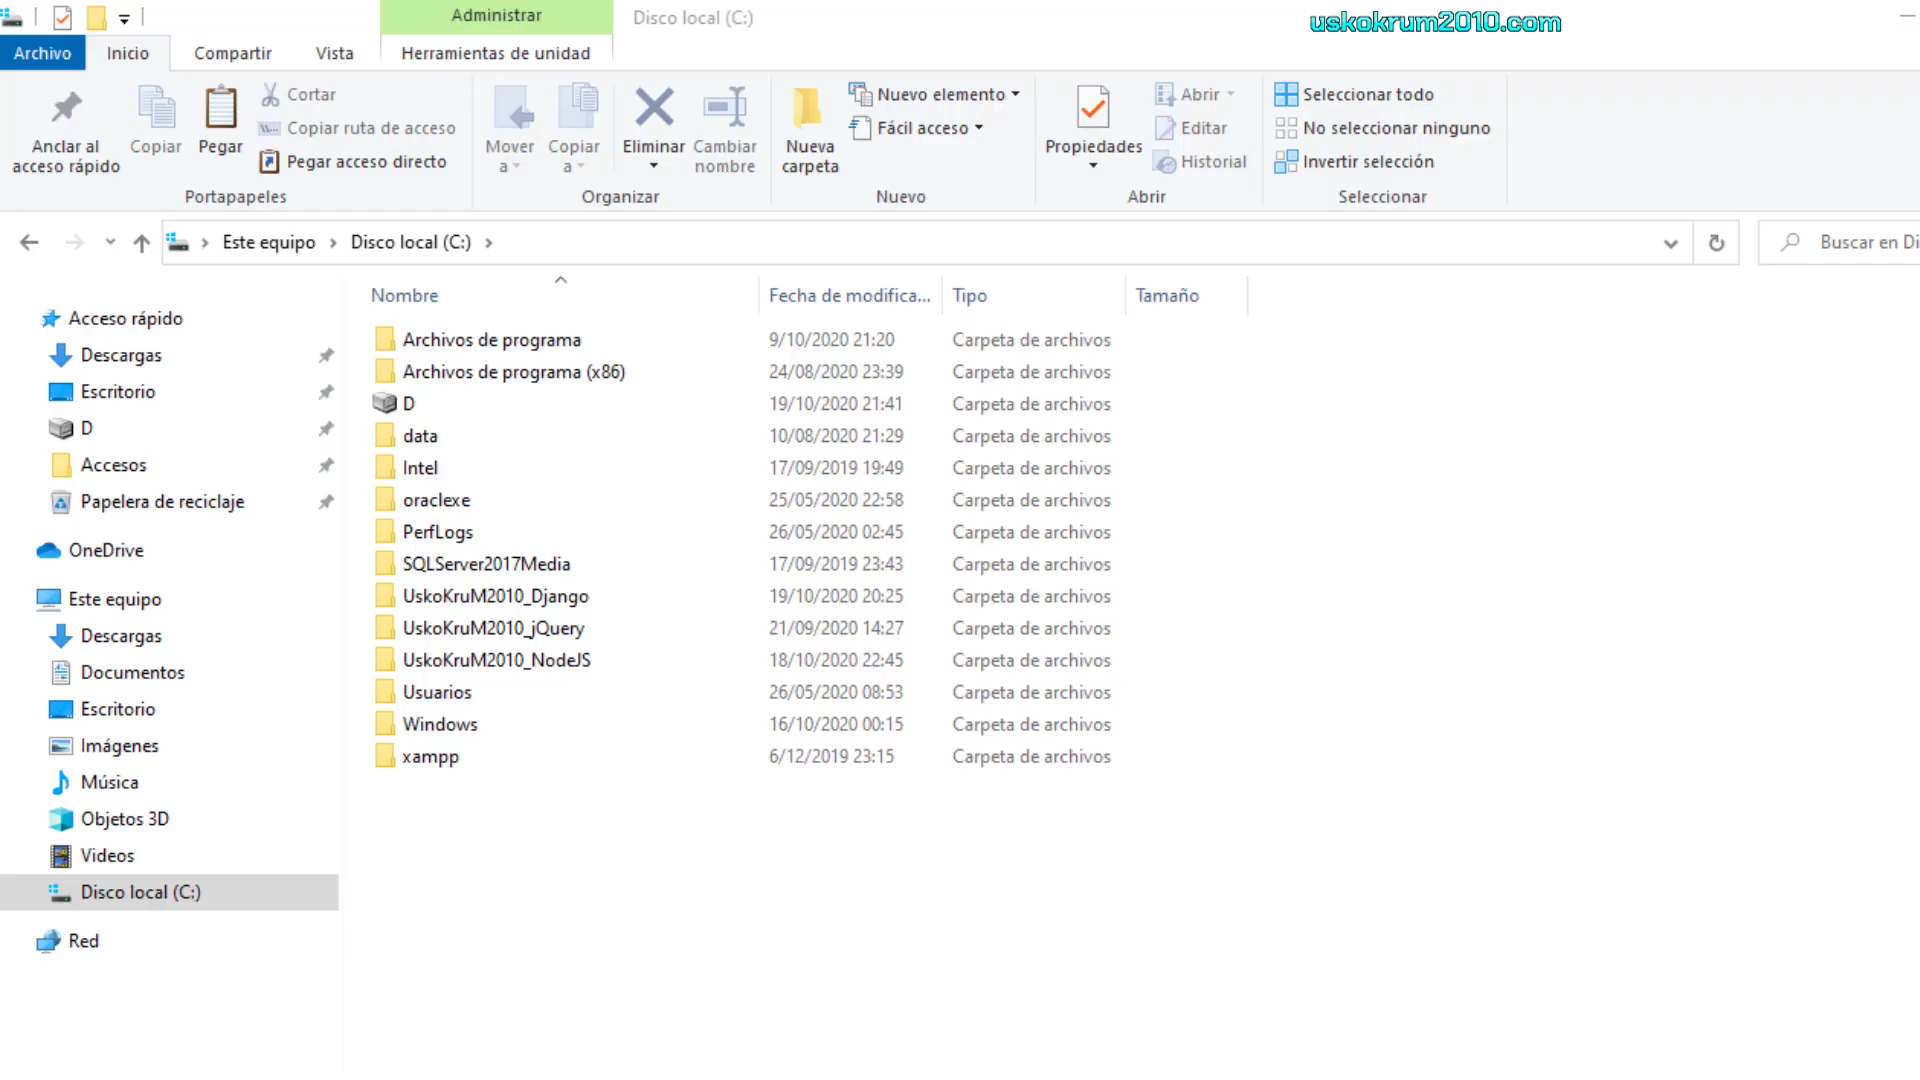 Administrar
Disco local (C:)
uskokrum2010.com
Archivo
Inicio
Compartir
Vista
Herramientas de unidad
Anclar al
acceso rápido
Copiar
Pegar
Cortar
Copiar ruta de acceso
Pegar acceso directo
Portapapeles
Mover
a
Copiar
a
Eliminar
Cambiar
nombre
Organizar
Nueva
carpeta
Nuevo elemento
Fácil acceso
Nuevo
Propiedades
Abrir
Editar
Historial
Abrir
Seleccionar todo
No seleccionar ninguno
Invertir selección
Seleccionar
Este equipo
Disco local (C:)
Buscar en Di
Acceso rápido
Descargas
Escritorio
D
Accesos
Papelera de reciclaje
OneDrive
Este equipo
Descargas
Documentos
Escritorio
Imágenes
Música
Objetos 3D
Videos
Disco local (C:)
Red
Nombre Fecha de modifica... Tipo Tamaño
Archivos de programa 9/10/2020 21:20 Carpeta de archivos
Archivos de programa (x86) 24/08/2020 23:39 Carpeta de archivos
D 19/10/2020 21:41 Carpeta de archivos
data 10/08/2020 21:29 Carpeta de archivos
Intel 17/09/2019 19:49 Carpeta de archivos
oraclexe 25/05/2020 22:58 Carpeta de archivos
PerfLogs 26/05/2020 02:45 Carpeta de archivos
SQLServer2017Media 17/09/2019 23:43 Carpeta de archivos
UskoKruM2010_Django 19/10/2020 20:25 Carpeta de archivos
UskoKruM2010_jQuery 21/09/2020 14:27 Carpeta de archivos
UskoKruM2010_NodeJS 18/10/2020 22:45 Carpeta de archivos
Usuarios 26/05/2020 08:53 Carpeta de archivos
Windows 16/10/2020 00:15 Carpeta de archivos
xampp 6/12/2019 23:15 Carpeta de archivos